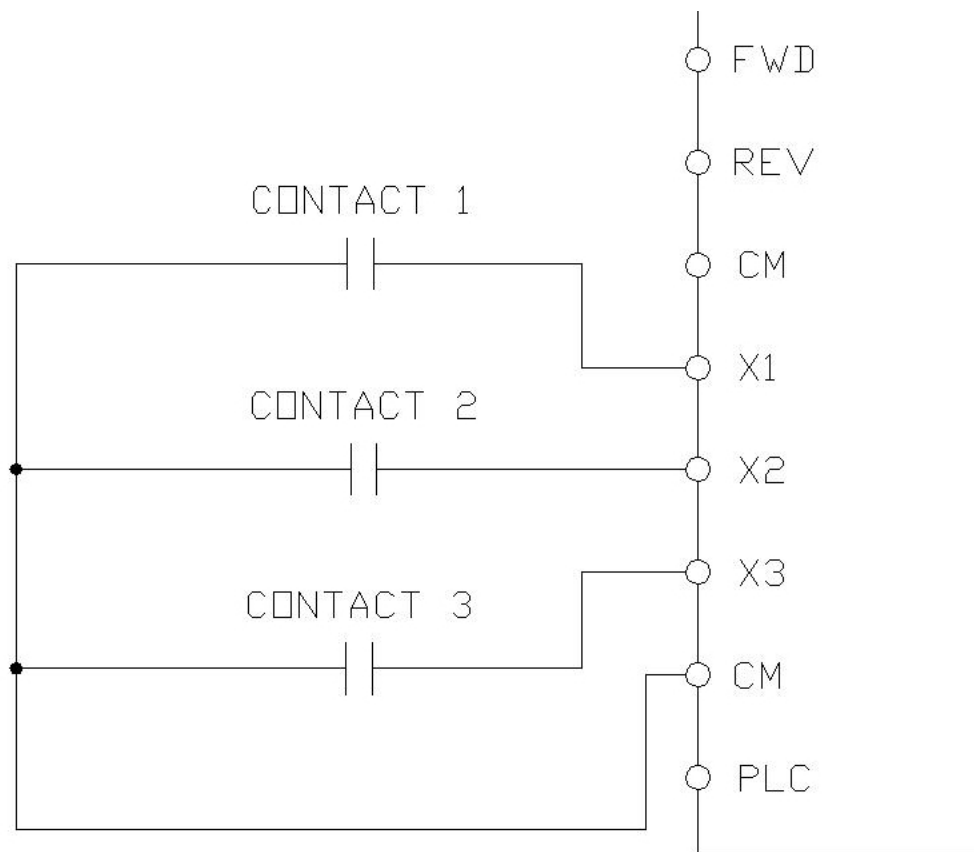 FWD
REV
CONTACT 1
CM
X1
CONTACT 2
X2
X3
CONTACT 3
CM
PLC